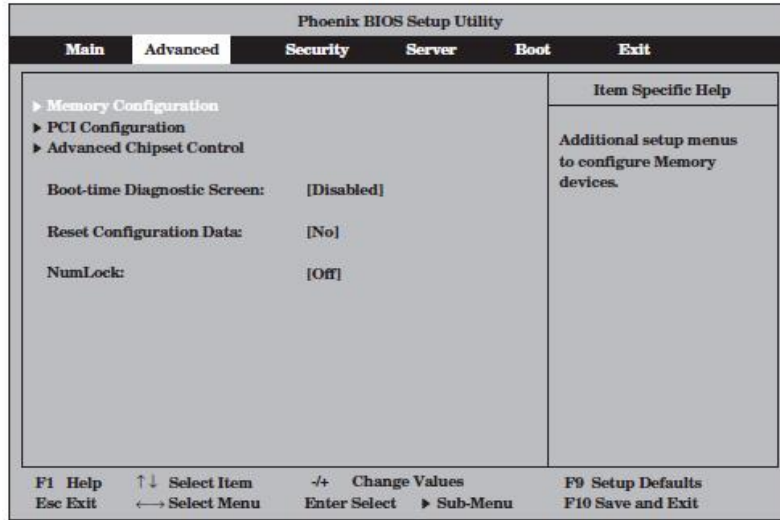 Phoenix BIOS Setup Utility
Main Advanced Security Server Boot Exit
▶ Memory Configuration
▶ PCI Configuration
▶ Advanced Chipset Control
Boot-time Diagnostic Screen: [Disabled]
Reset Configuration Data: [No]
NumLock: [Off]
Item Specific Help
Additional setup menus
to configure Memory
devices.
F1 Help ↑↓ Select Item -/+ Change Values F9 Setup Defaults
Esc Exit ←→ Select Menu Enter Select ▶ Sub-Menu F10 Save and Exit